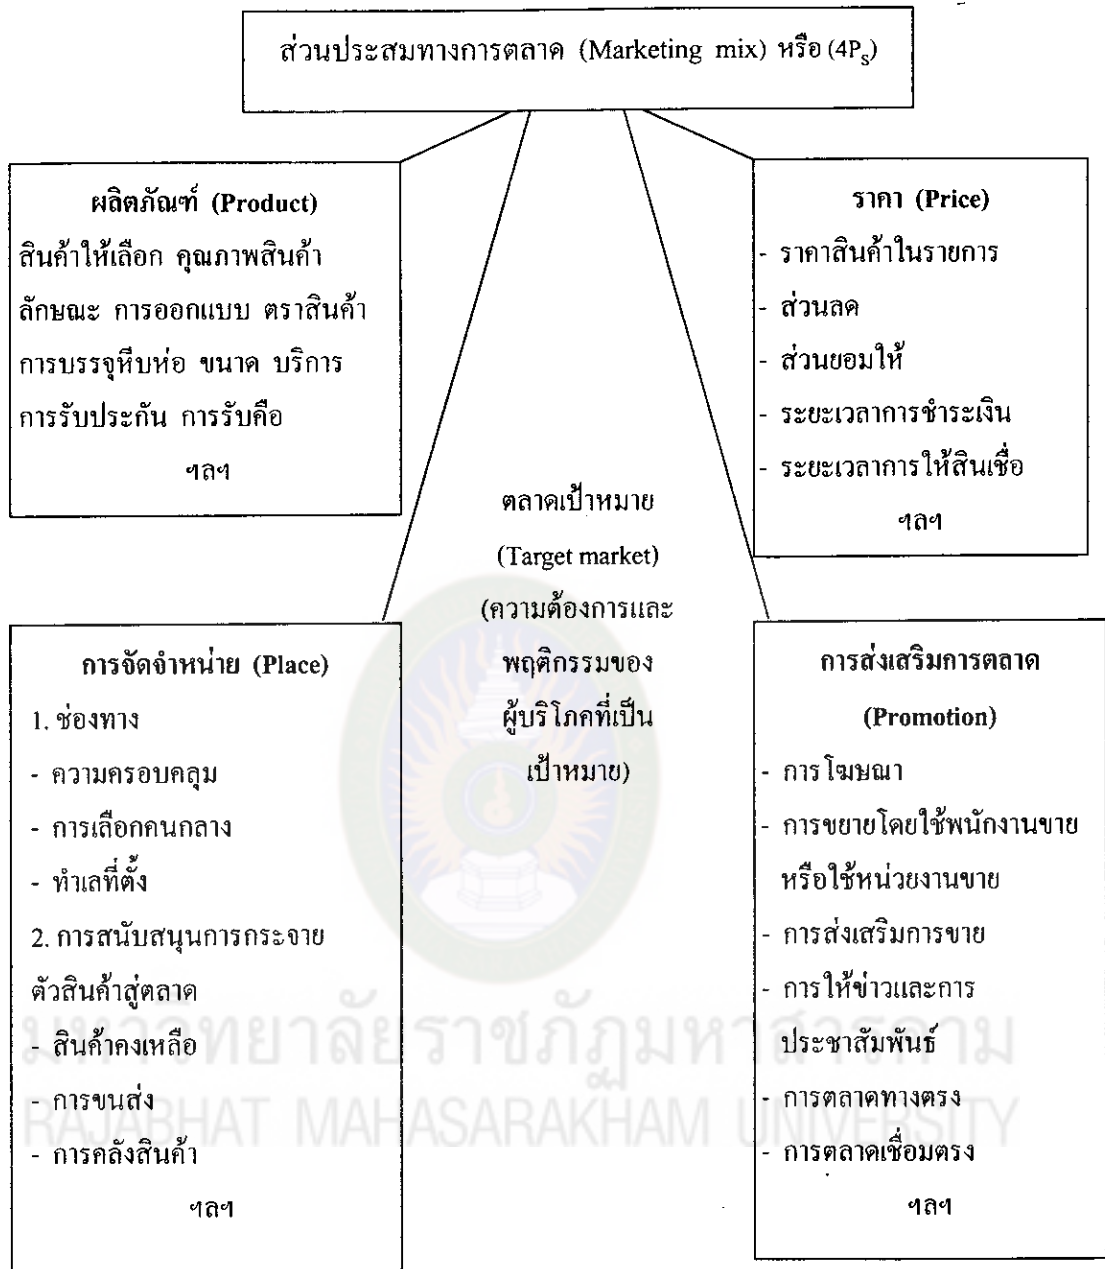 ส่วนประสมทางการตลาด (Marketing mix) หรือ (4Ps)
ผลิตภัณฑ์ (Product)
สินค้าให้เลือก คุณภาพสินค้า
ลักษณะ การออกแบบ ตราสินค้า
การบรรจุหีบห่อ ขนาด บริการ
การรับประกัน การรับคือ
ฯลฯ
ราคา (Price)
- ราคาสินค้าในรายการ
- ส่วนลด
- ส่วนยอมให้
- ระยะเวลาการชำระเงิน
- ระยะเวลาการให้สินเชื่อ
ฯลฯ
ตลาดเป้าหมาย
(Target market)
(ความต้องการและ
พฤติกรรมของ
ผู้บริโภคที่เป็น
เป้าหมาย)
การจัดจำหน่าย (Place)
1. ช่องทาง
- ความครอบคลุม
- การเลือกคนกลาง
- ทำเลที่ตั้ง
2. การสนับสนุนการกระจาย
ตัวสินค้าสู่ตลาด
- สินค้าคงเหลือ
- การขนส่ง
- การคลังสินค้า
ฯลฯ
การส่งเสริมการตลาด
(Promotion)
- การโฆษณา
- การขยายโดยใช้พนักงานขาย
หรือใช้หน่วยงานขาย
- การส่งเสริมการขาย
- การให้ข่าวและการ
ประชาสัมพันธ์
- การตลาดทางตรง
- การตลาดเชื่อมตรง
ฯลฯ
มหาวิทยาลัยราชภัฏมหาสารคาม
RAJABHAT MAHASARAKHAM UNIVERSITY